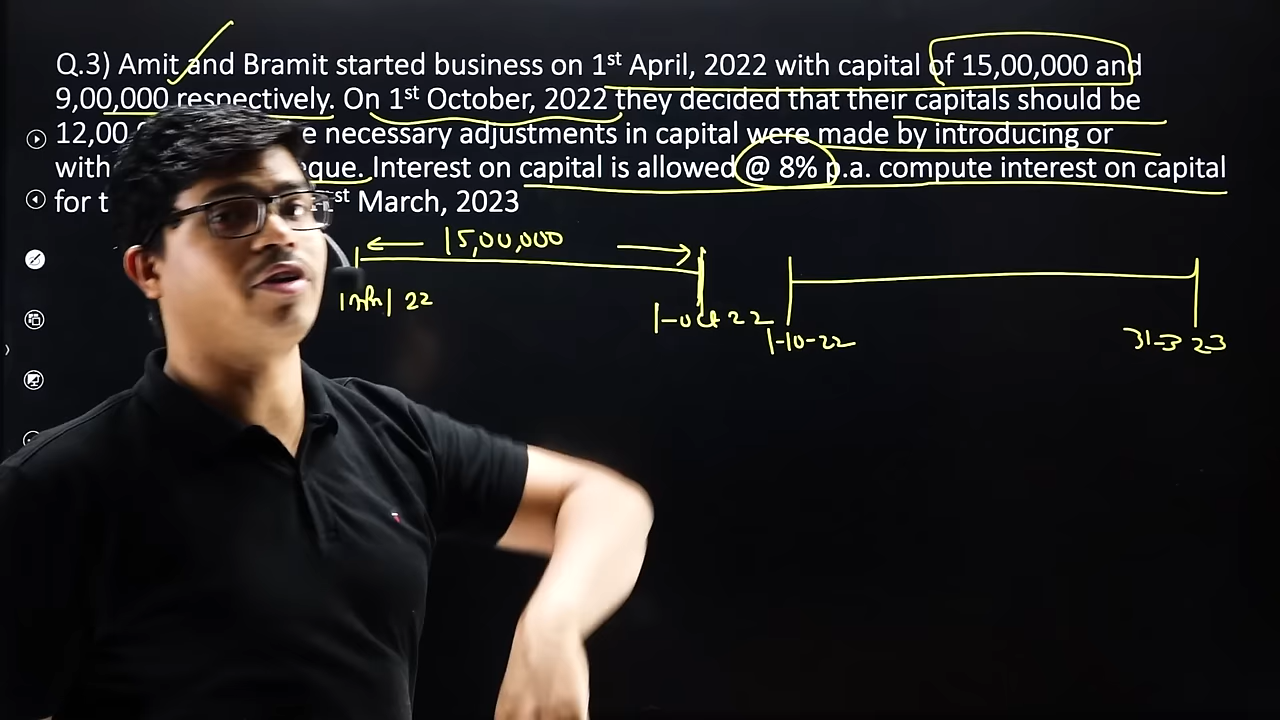 Q.3) Amit and Bramit started business on 1st April, 2022 with capital of 15,00,000 and
9,00,000 respectively. On 1st October, 2022 they decided that their capitals should be
12,00 necessary adjustments in capital were made by introducing or
with que. Interest on capital is allowed @ 8% p.a. compute interest on capital
for t st March, 2023
15,00,000
22
1-oct 22
1-10-22
31-3 23